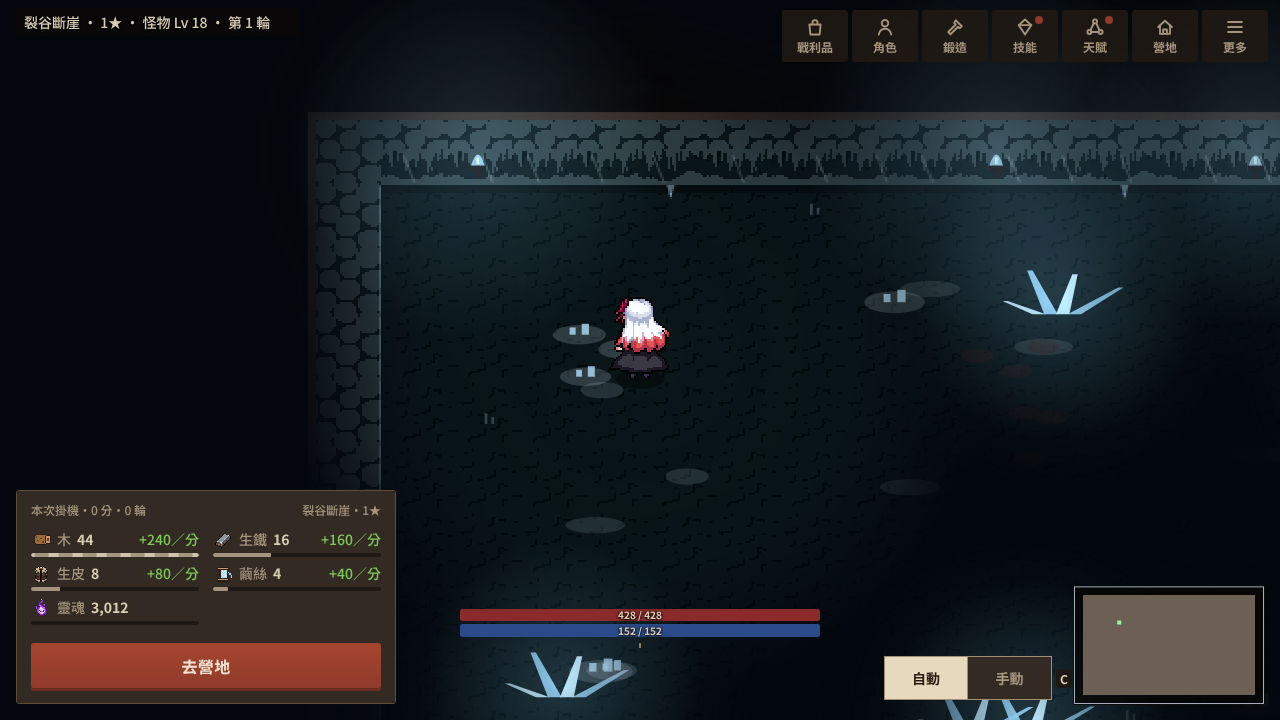 裂谷斷崖 · 1★ · 怪物 Lv 18 · 第 1 輪
戰利品
角色
鍛造
技能
天賦
營地
更多
本次掛機·0 分·0 輪
裂谷斷崖·1★
木 44 +240／分
生鐵 16 +160／分
生皮 8 +80／分
繭絲 4 +40／分
靈魂 3,012
去營地
428 / 428
152 / 152
自動
手動
C